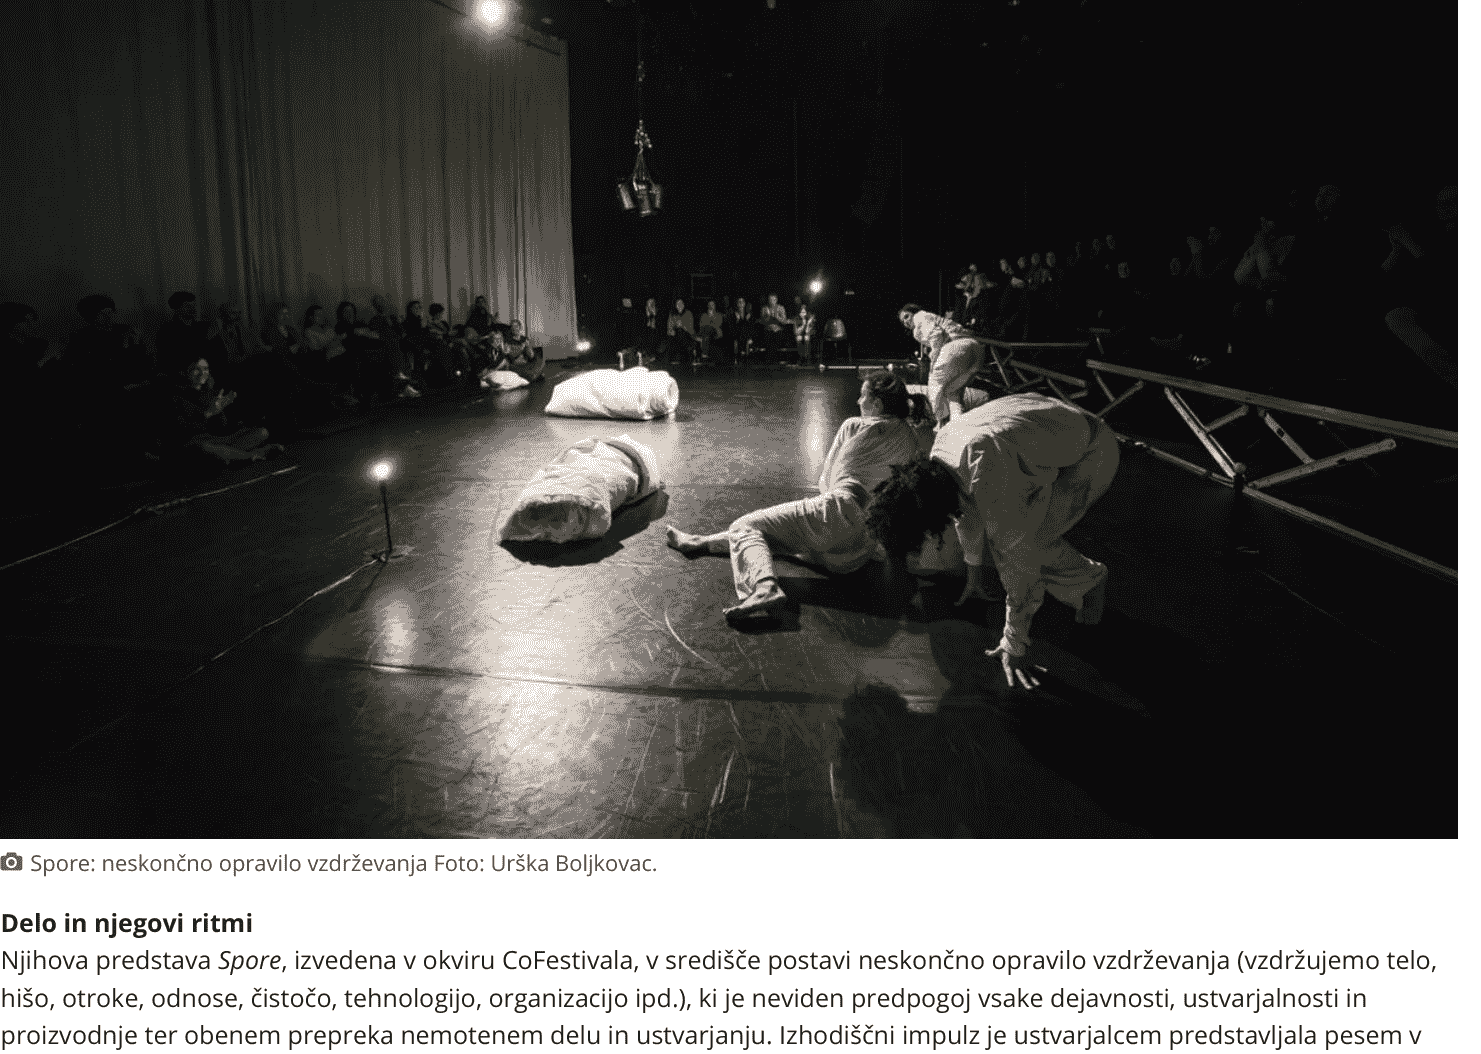 Spore: neskončno opravilo vzdrževanja Foto: Urška Boljkovac.
Delo in njegovi ritmi
Njihova predstava Spore, izvedena v okviru CoFestivala, v središče postavi neskončno opravilo vzdrževanja (vzdržujemo telo,
hišo, otroke, odnose, čistočo, tehnologijo, organizacijo ipd.), ki je neviden predpogoj vsake dejavnosti, ustvarjalnosti in
proizvodnje ter obenem prepreka nemotenem delu in ustvarjanju. Izhodiščni impulz je ustvarjalcem predstavljala pesem v